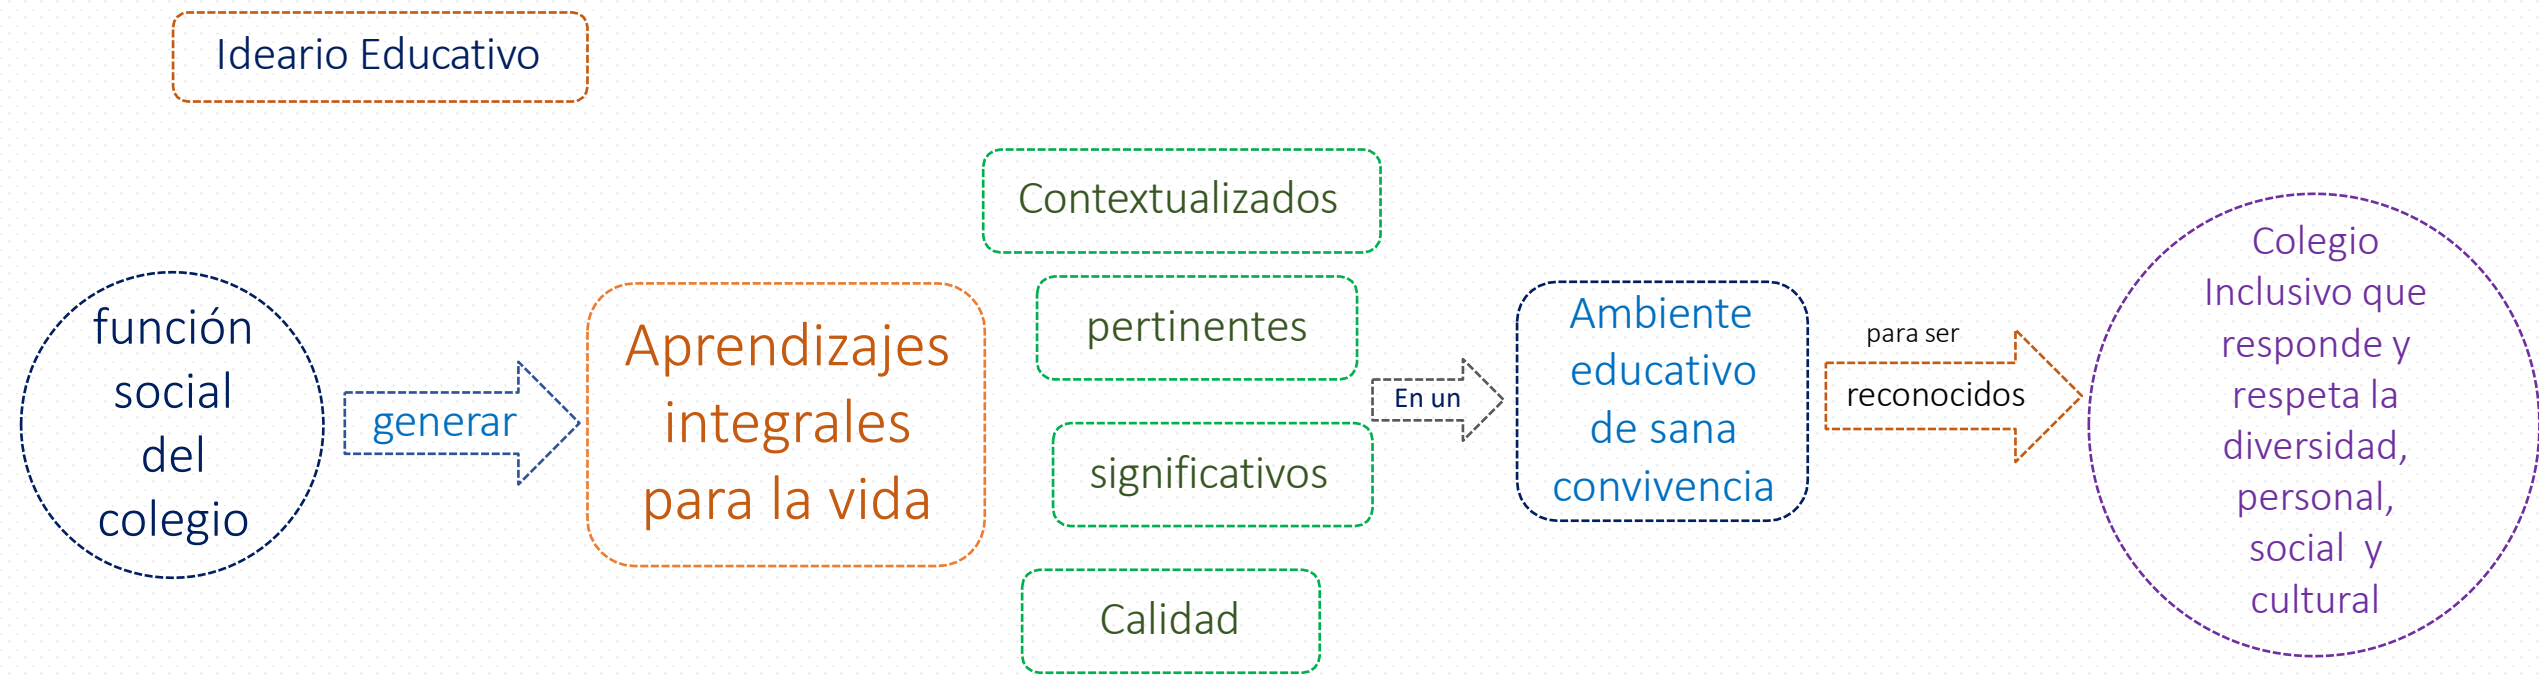 Ideario Educativo
función
social
del
colegio
generar
Aprendizajes
integrales
para la vida
Contextualizados
pertinentes
significativos
Calidad
En un
Ambiente
educativo
de sana
convivencia
para ser
reconocidos
Colegio
Inclusivo que
responde y
respeta la
diversidad,
personal,
social y
cultural